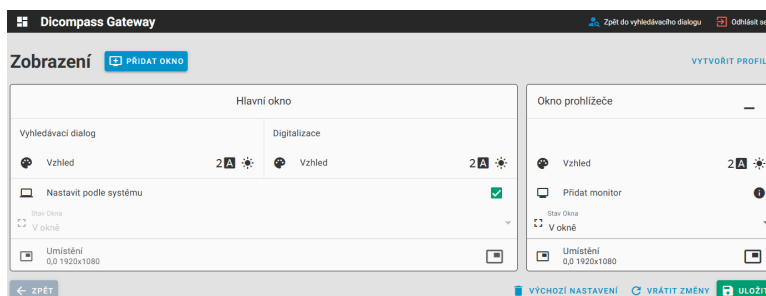 Dicompass Gateway
Zpět do vyhledávacího dialogu
Odhlásit se
Zobrazení
PŘIDAT OKNO
VYTVOŘIT PROFIL
Hlavní okno
Vyhledávací dialog
Digitalizace
Vzhled
2 A
Vzhled
2 A
Nastavit podle systému
Stav Okna
V okně
Umístění
0,0 1920x1080
Okno prohlížeče
Vzhled
2 A
Přidat monitor
Stav Okna
V okně
Umístění
0,0 1920x1080
ZPĚT
VÝCHOZÍ NASTAVENÍ
VRÁTIT ZMĚNY
ULOŽIT